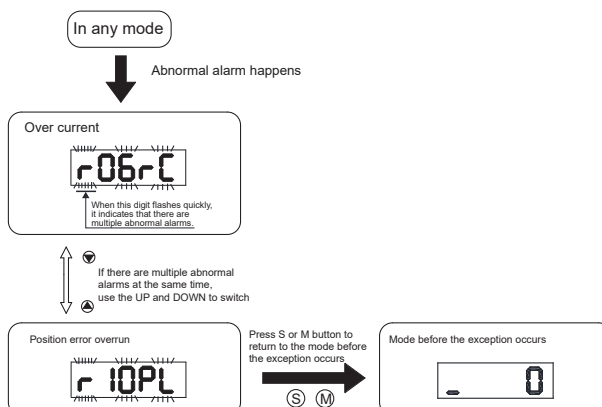 In any mode
Abnormal alarm happens
Over current
r06rC
When this digit flashes quickly,
it indicates that there are
multiple abnormal alarms.
If there are multiple abnormal
alarms at the same time,
use the UP and DOWN to switch
Position error overrun
r 10PL
Press S or M button to
return to the mode before
the exception occurs
S M
Mode before the exception occurs
_ 0